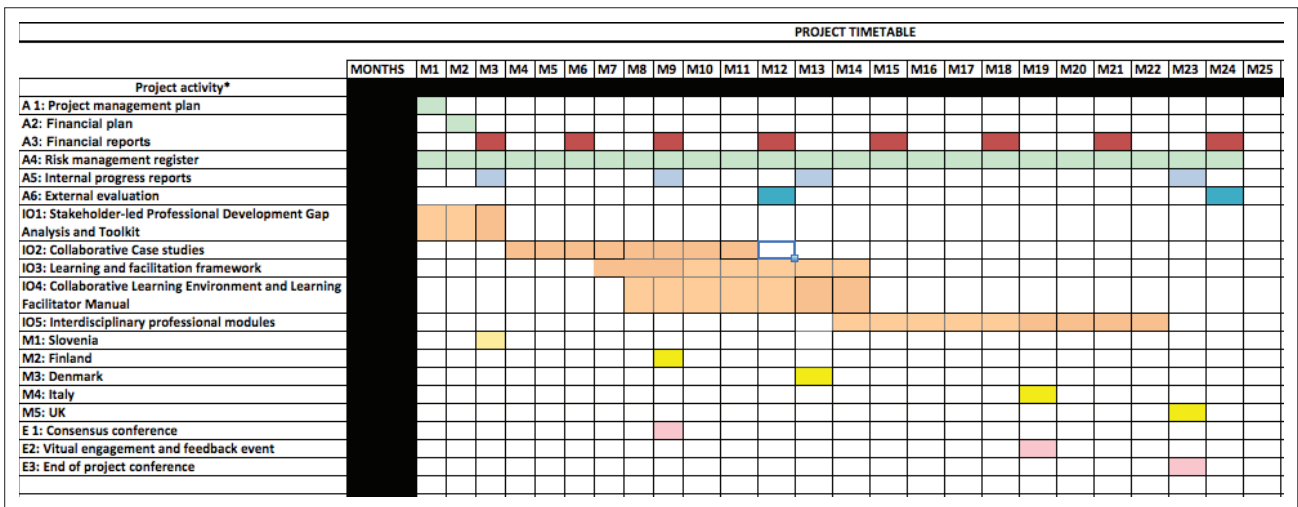 PROJECT TIMETABLE
MONTHS M1 M2 M3 M4 M5 M6 M7 M8 M9 M10 M11 M12 M13 M14 M15 M16 M17 M18 M19 M20 M21 M22 M23 M24 M25
Project activity*
A 1: Project management plan
A2: Financial plan
A3: Financial reports
A4: Risk management register
A5: Internal progress reports
A6: External evaluation
IO1: Stakeholder-led Professional Development Gap
Analysis and Toolkit
IO2: Collaborative Case studies
IO3: Learning and facilitation framework
IO4: Collaborative Learning Environment and Learning
Facilitator Manual
IO5: Interdisciplinary professional modules
M1: Slovenia
M2: Finland
M3: Denmark
M4: Italy
M5: UK
E 1: Consensus conference
E2: Vitual engagement and feedback event
E3: End of project conference